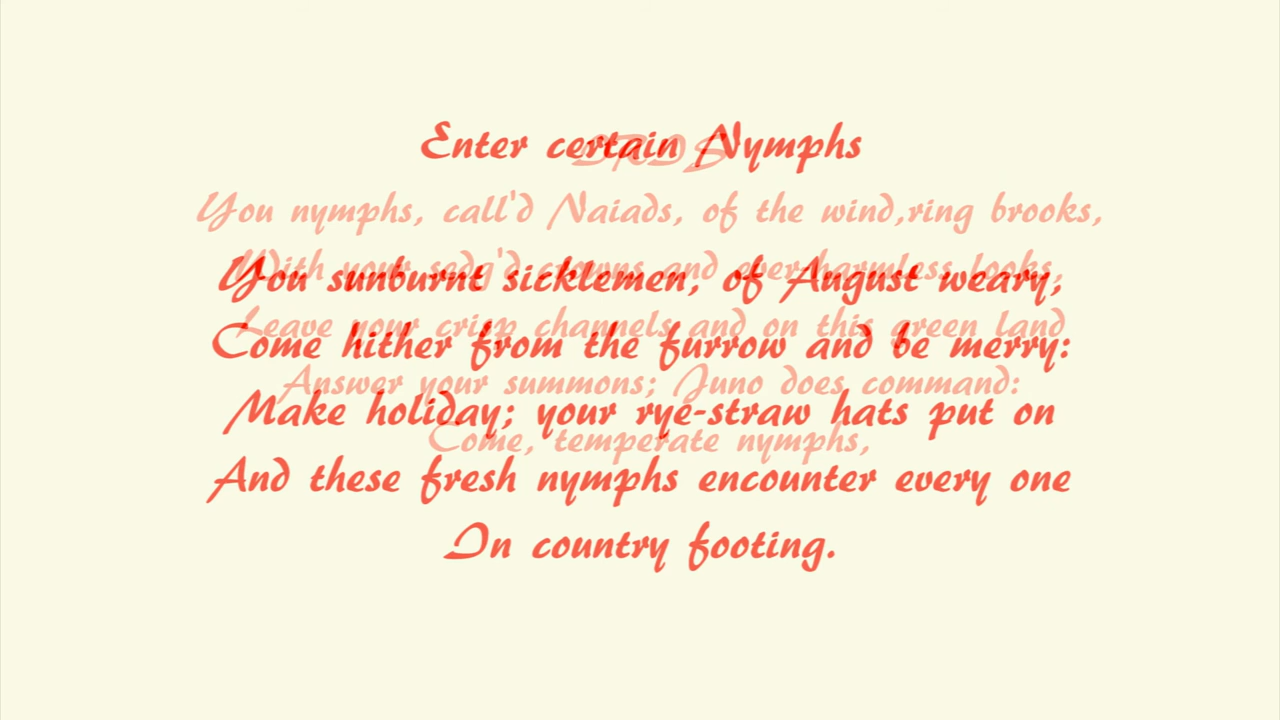 Enter certain Nymphs
IRIS
You nymphs, call'd Naiads, of the wind,ring brooks,
With your sedg'd crowns and ever-harmless looks,
You sunburnt sicklemen, of August weary,
Leave your crisp channels and on this green land
Come hither from the furrow and be merry:
Answer your summons; Juno does command:
Make holiday; your rye-straw hats put on
Come, temperate nymphs,
And these fresh nymphs encounter every one
In country footing.